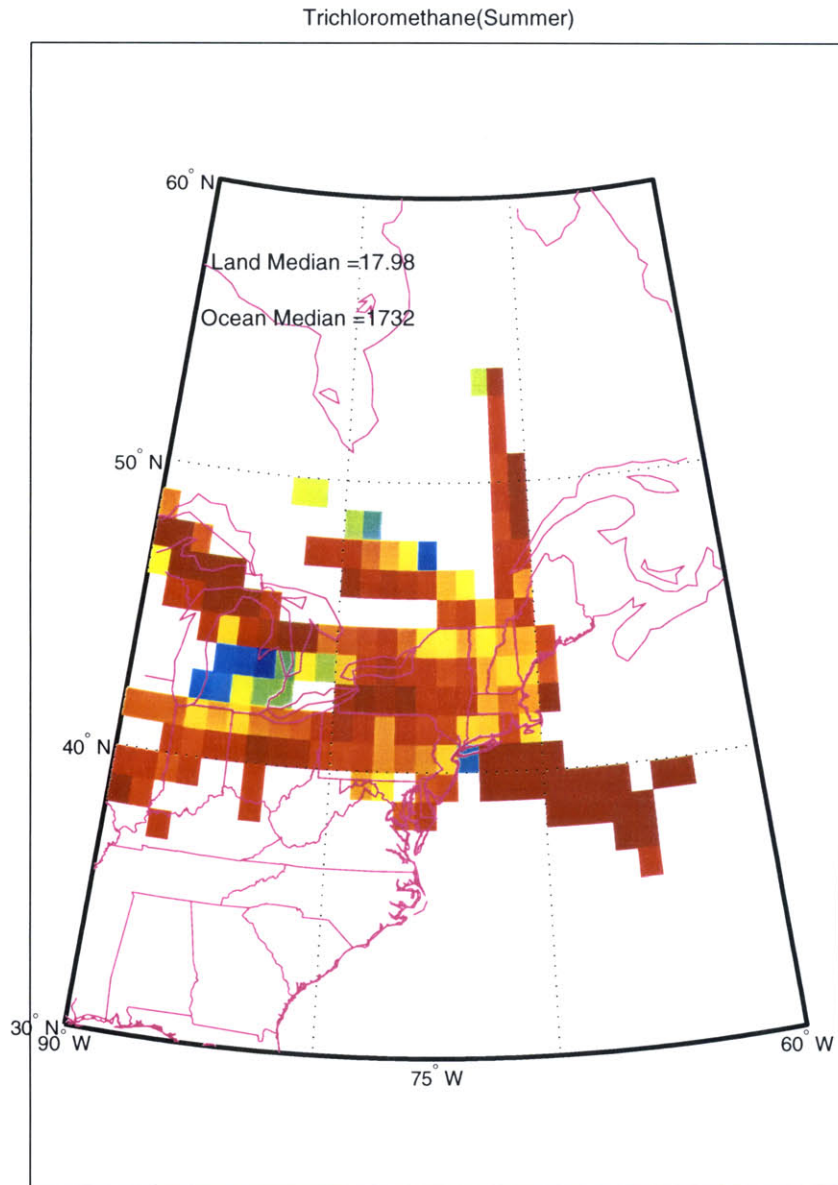 Trichloromethane(Summer)
60° N
Land Median =17.98
Ocean Median =1732
50° N
40° N
30° N
90° W
60° W
75° W